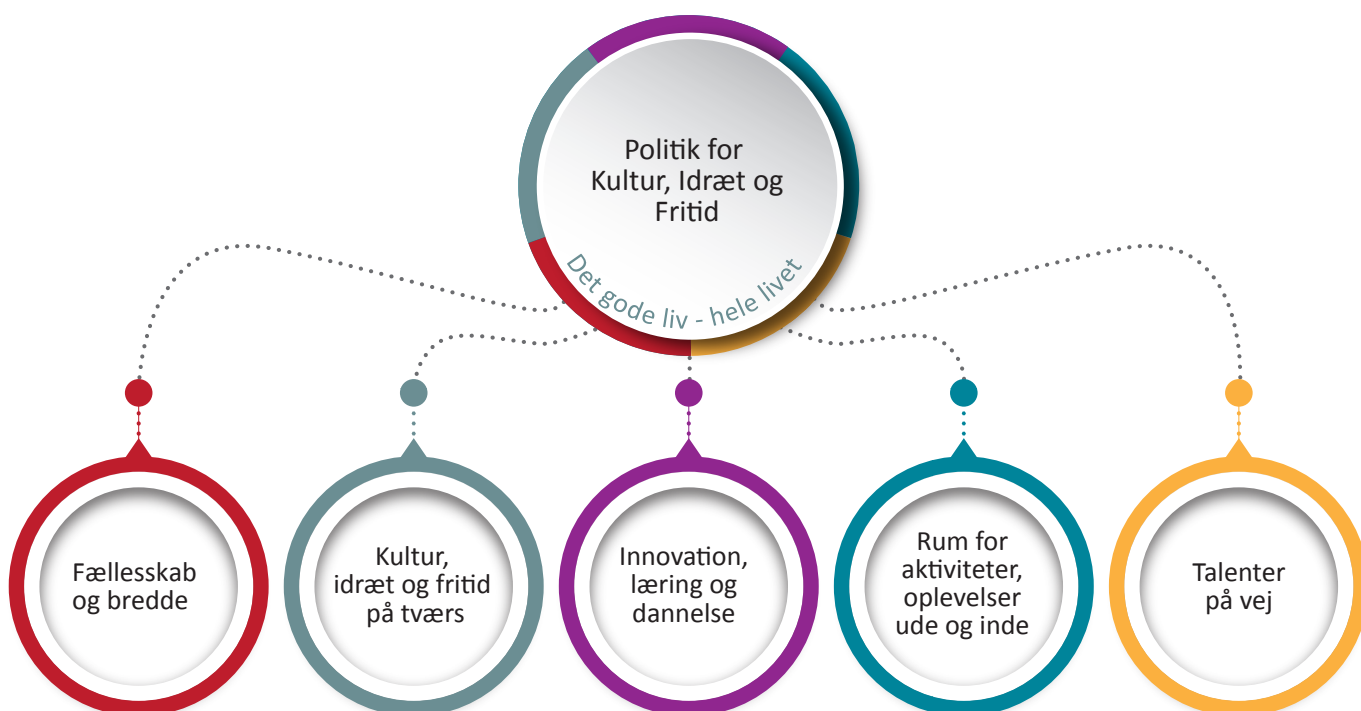 Politik for
Kultur, Idræt og
Fritid
Det gode liv - hele livet
Fællesskab
og bredde
Kultur,
idræt og fritid
på tværs
Innovation,
læring og
dannelse
Rum for
aktiviteter,
oplevelser
ude og inde
Talenter
på vej